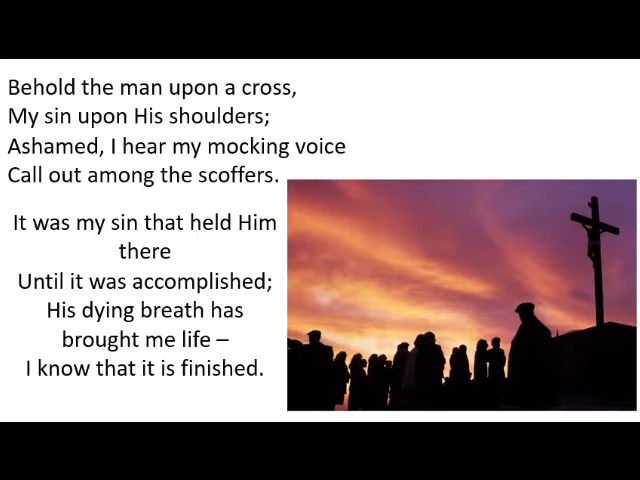 Behold the man upon a cross,
My sin upon His shoulders;
Ashamed, I hear my mocking voice
Call out among the scoffers.
It was my sin that held Him
there
Until it was accomplished;
His dying breath has
brought me life –
I know that it is finished.